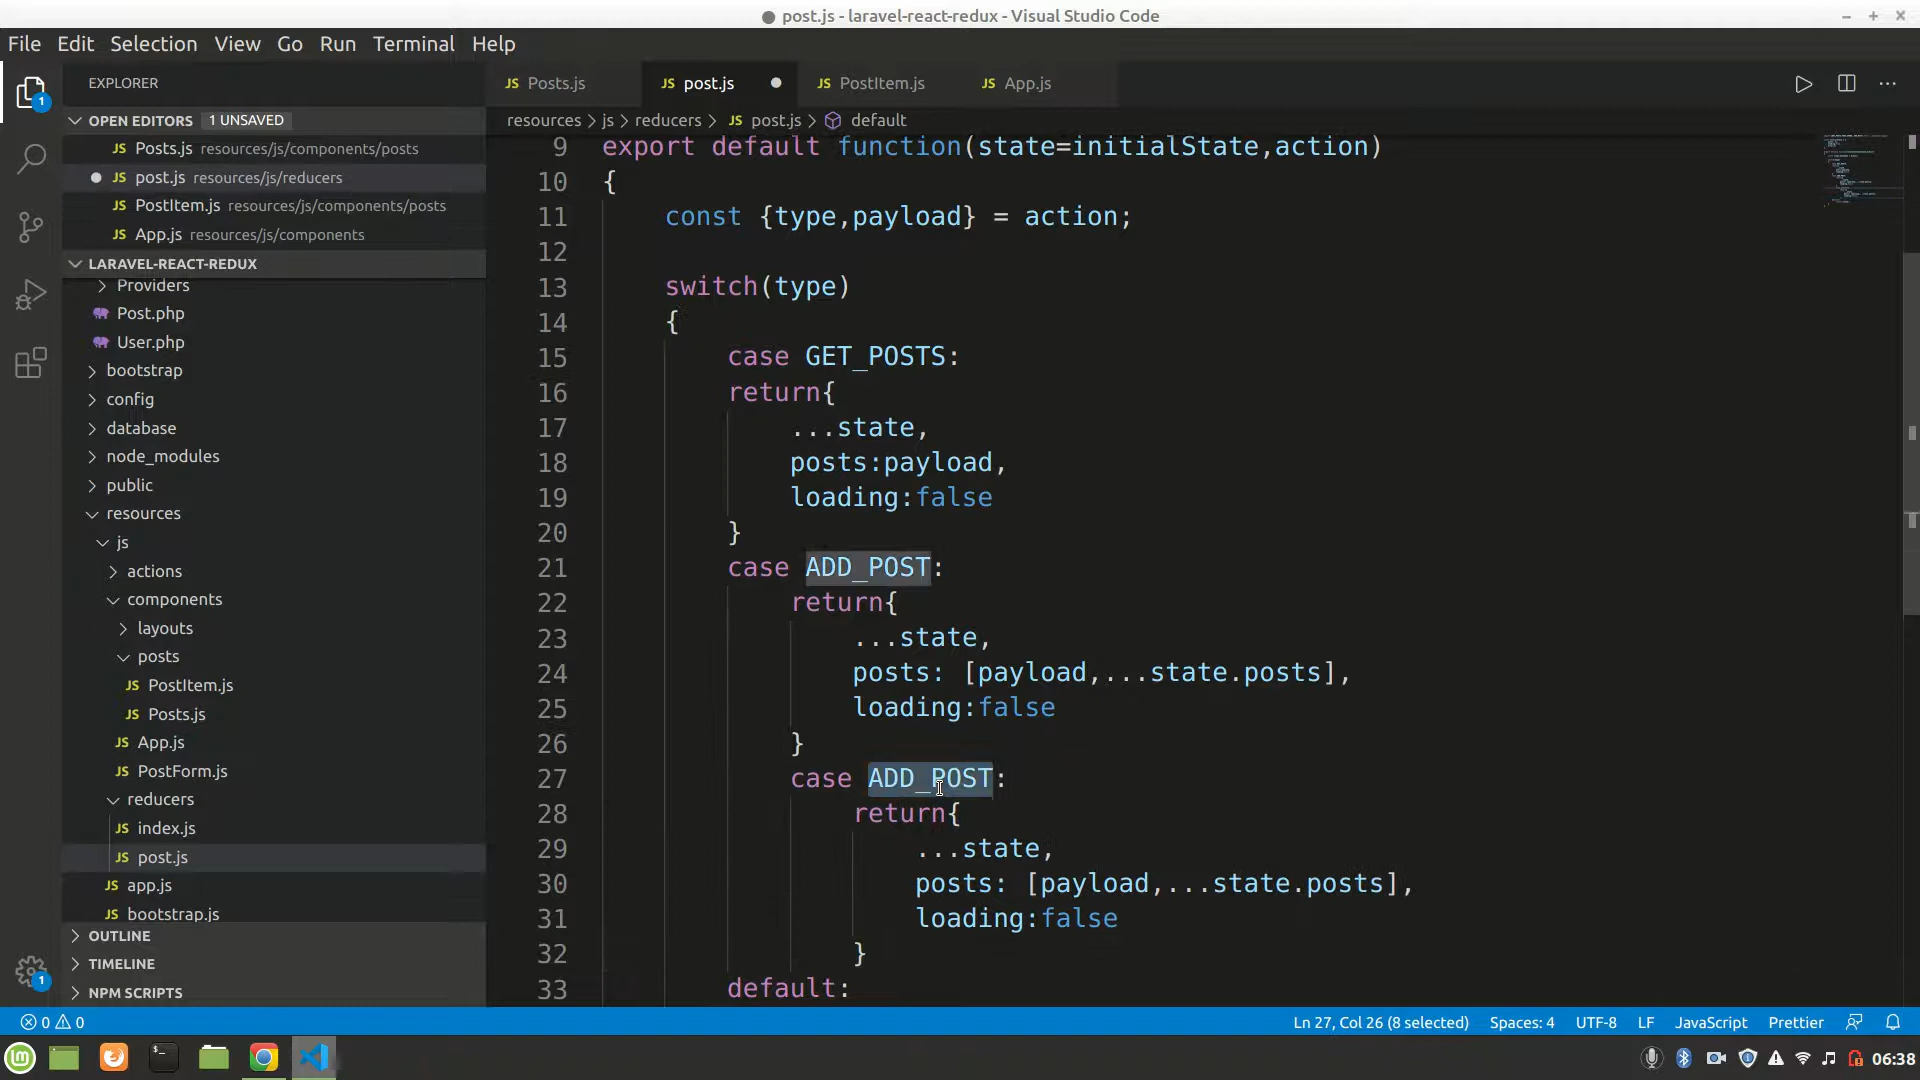 post.js - laravel-react-redux - Visual Studio Code
File Edit Selection View Go Run Terminal Help
EXPLORER
OPEN EDITORS 1 UNSAVED
JS Posts.js resources/js/components/posts
JS post.js resources/js/reducers
JS PostItem.js resources/js/components/posts
JS App.js resources/js/components
LARAVEL-REACT-REDUX
Providers
Post.php
User.php
bootstrap
config
database
node_modules
public
resources
js
actions
components
layouts
posts
JS PostItem.js
JS Posts.js
JS App.js
JS PostForm.js
reducers
JS index.js
JS post.js
JS app.js
JS bootstrap.js
OUTLINE
TIMELINE
NPM SCRIPTS
1
1
JS Posts.js JS post.js JS PostItem.js JS App.js
resources > js > reducers > JS post.js > default
9 export default function(state=initialState,action)
10 {
11 const {type,payload} = action;
12
13 switch(type)
14 {
15 case GET_POSTS:
16 return{
17 ...state,
18 posts:payload,
19 loading:false
20 }
21 case ADD_POST:
22 return{
23 ...state,
24 posts: [payload,...state.posts],
25 loading:false
26 }
27 case ADD_POST:
28 return{
29 ...state,
30 posts: [payload,...state.posts],
31 loading:false
32 }
33 default:
0 0 Ln 27, Col 26 (8 selected) Spaces: 4 UTF-8 LF JavaScript Prettier
06:38